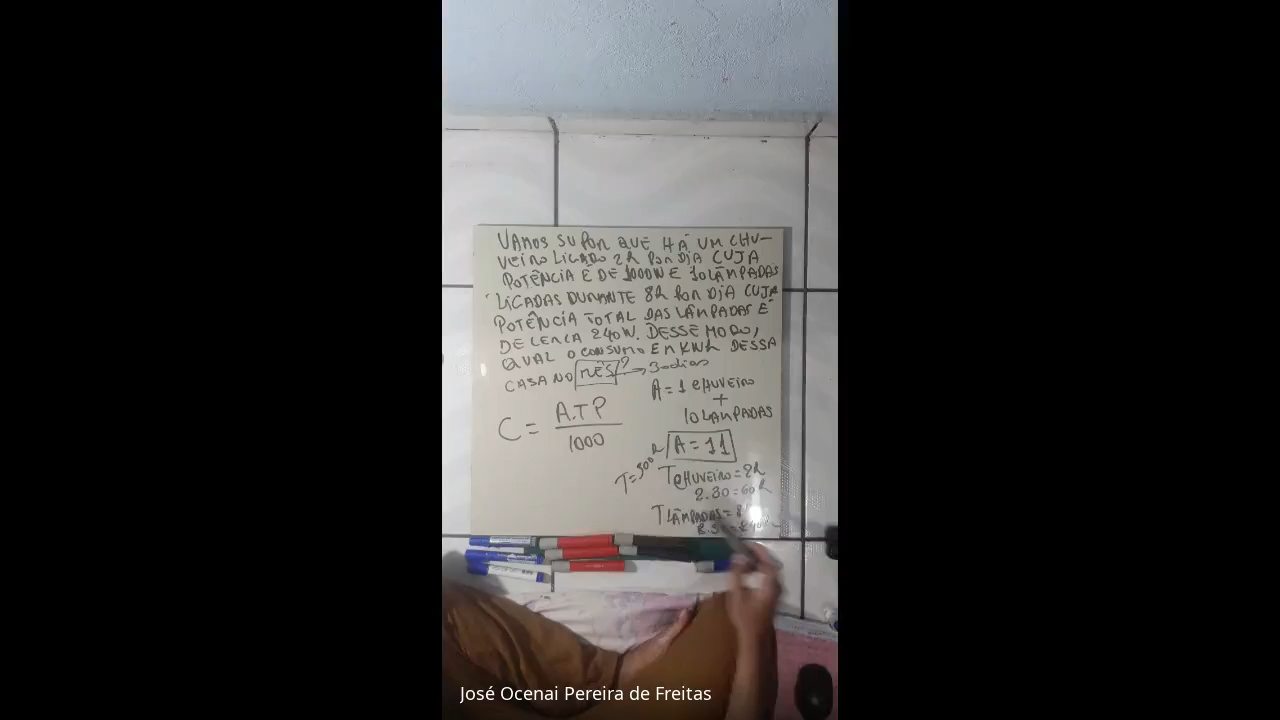 VAMOS SUPOR QUE HÁ UM CHU-
VEIRO LIGADO 2h POR DIA CUJA
POTÊNCIA É DE 1000W E 10 LÂMPADAS
LIGADAS DURANTE 8h POR DIA CUJA
POTÊNCIA TOTAL DAS LÂMPADAS É
DE CERCA 240W. DESSE MODO,
QUAL O CONSUMO EM KWh DESSA
CASA NO MÊS? → 30 dias
A = 1 CHUVEIRO
+
10 LÂMPADAS
C = A.T.P
1000
A = 11
T = 300h
T CHUVEIRO = 2h
2.30 = 60h
T LÂMPADAS = 8h
José Ocenai Pereira de Freitas